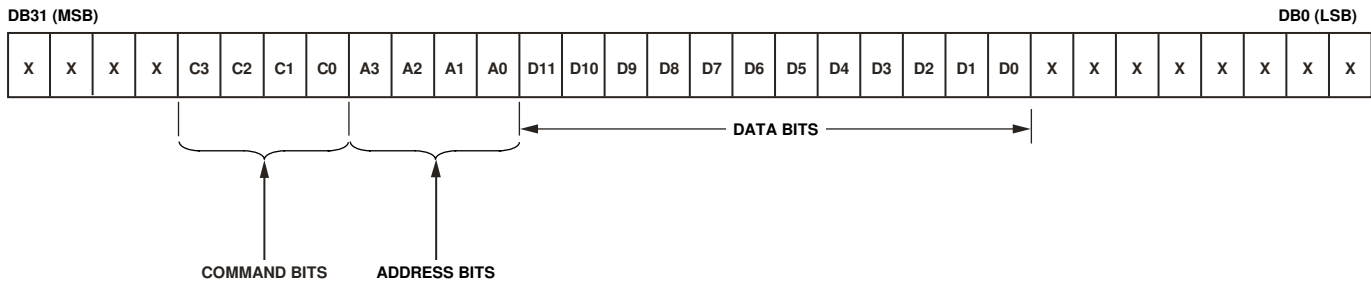 DB31 (MSB) DB0 (LSB)
X X X X C3 C2 C1 C0 A3 A2 A1 A0 D11 D10 D9 D8 D7 D6 D5 D4 D3 D2 D1 D0 X X X X X X X X
DATA BITS
COMMAND BITS ADDRESS BITS